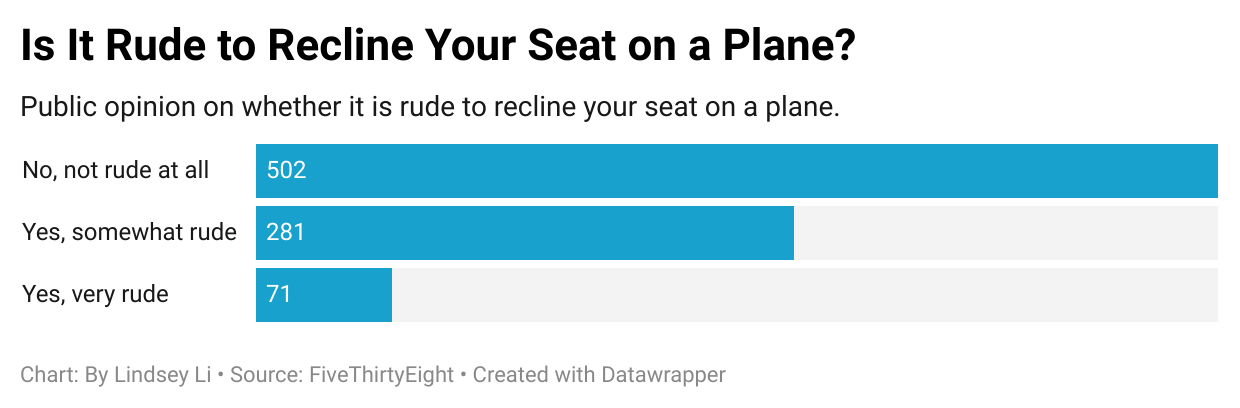 Is It Rude to Recline Your Seat on a Plane?
Public opinion on whether it is rude to recline your seat on a plane.
No, not rude at all 502
Yes, somewhat rude 281
Yes, very rude 71
Chart: By Lindsey Li • Source: FiveThirtyEight • Created with Datawrapper